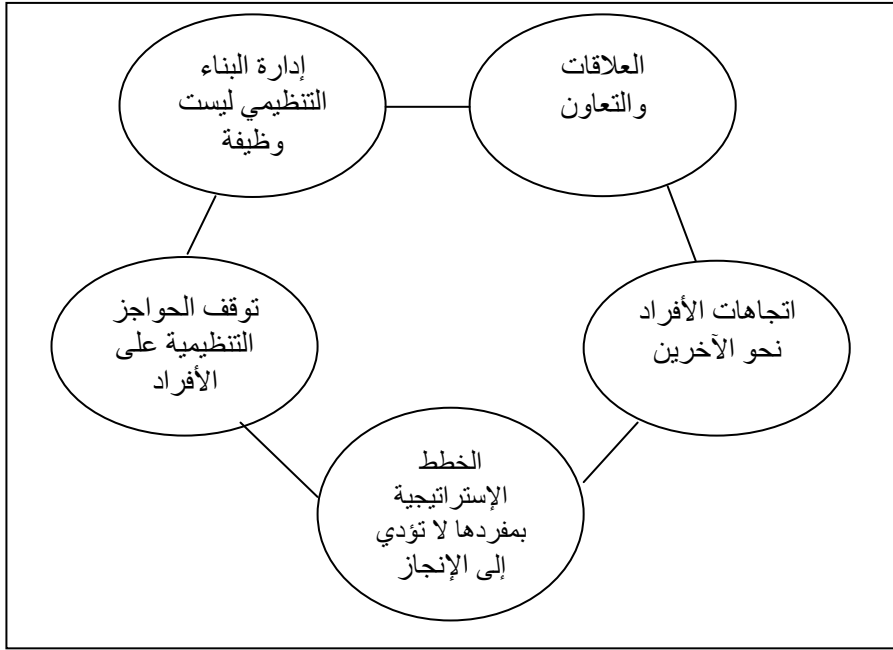 العلاقات
والتعاون
إدارة البناء
التنظيمي ليست
وظيفة
اتجاهات الأفراد
نحو الآخرين
توقف الحواجز
التنظيمية على
الأفراد
الخطط
الإستراتيجية
بمفردها لا تؤدي
إلى الإنجاز